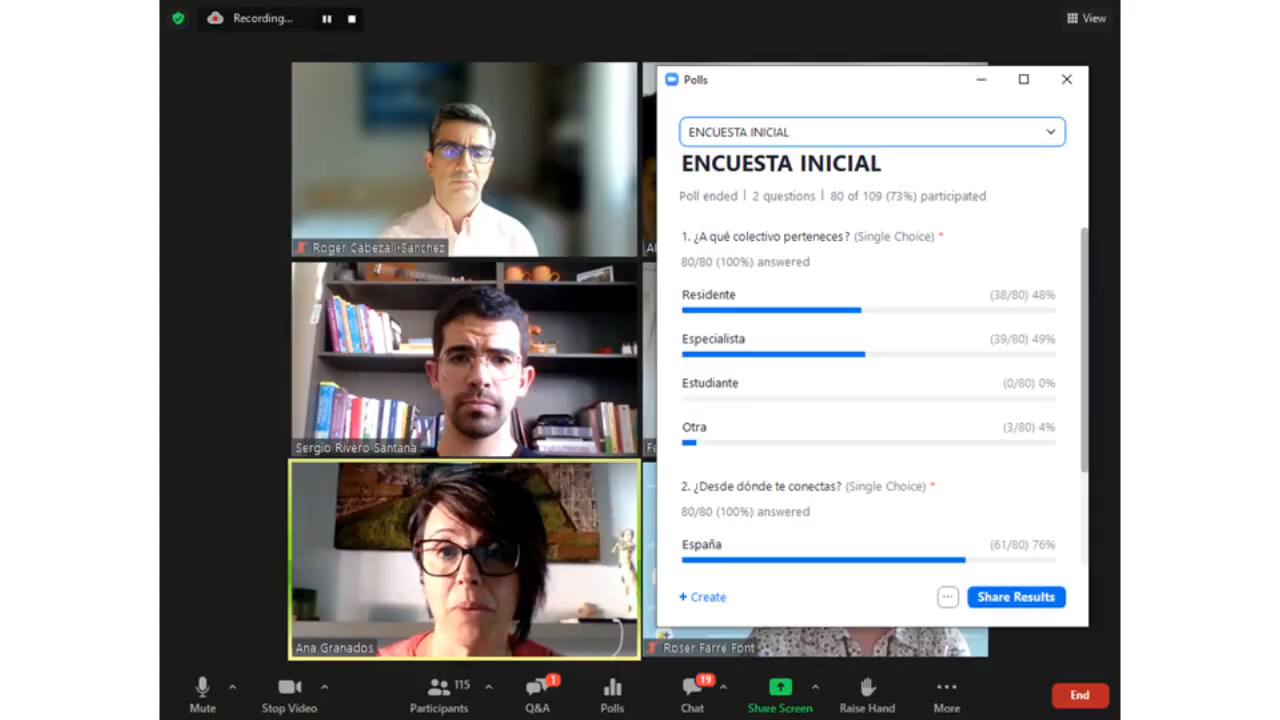 Recording...
View
Polls
ENCUESTA INICIAL
ENCUESTA INICIAL
Poll ended | 2 questions | 80 of 109 (73%) participated
1. ¿A qué colectivo perteneces? (Single Choice) *
80/80 (100%) answered
Residente (38/80) 48%
Especialista (39/80) 49%
Estudiante (0/80) 0%
Otra (3/80) 4%
2. ¿Desde dónde te conectas? (Single Choice) *
80/80 (100%) answered
España (61/80) 76%
+ Create ... Share Results
Roger Cabezali-Sanchez
Sergio Rivero Santana
Ana Granados
Roser Farré Font
115
1
19
Mute
Stop Video
Participants
Q&A
Polls
Chat
Share Screen
Raise Hand
More
End